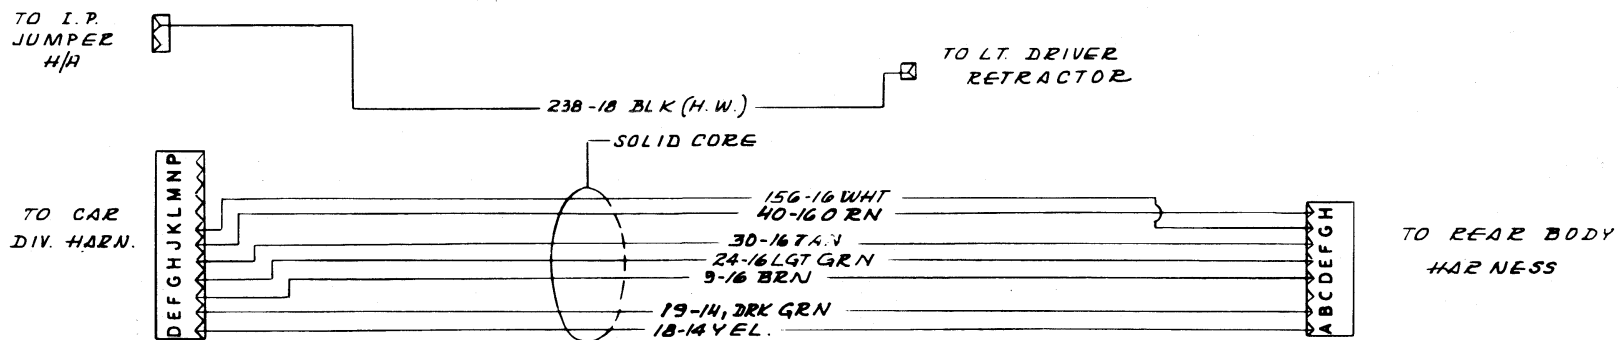 TO I.P.
JUMPER
H/A
TO LT. DRIVER
RETRACTOR
238-18 BLK (H.W.)
SOLID CORE
TO CAR
DIV. HARN.
D E F G H J K L M N P
156-16 WHT
40-16 ORN
30-16 TAN
24-16 LGT GRN
9-16 BRN
19-14, DRK GRN
18-14 YEL.
A B C D E F G H
TO REAR BODY
HARNESS